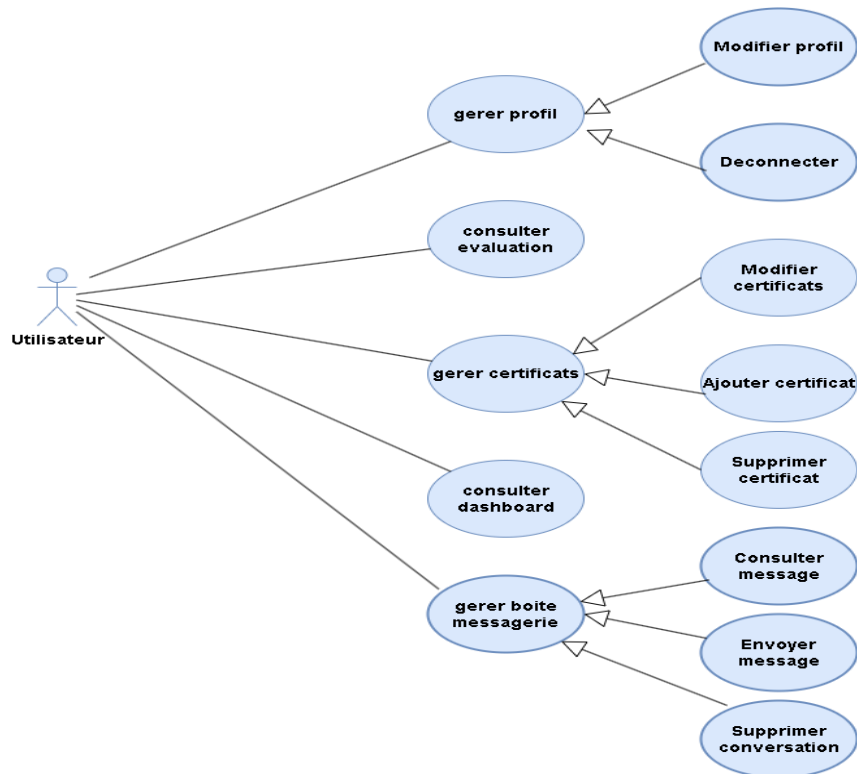 Modifier profil
gerer profil
Deconnecter
consulter
evaluation
Modifier
certificats
Utilisateur
gerer certificats
Ajouter certificat
Supprimer
certificat
consulter
dashboard
Consulter
message
gerer boite
messagerie
Envoyer
message
Supprimer
conversation